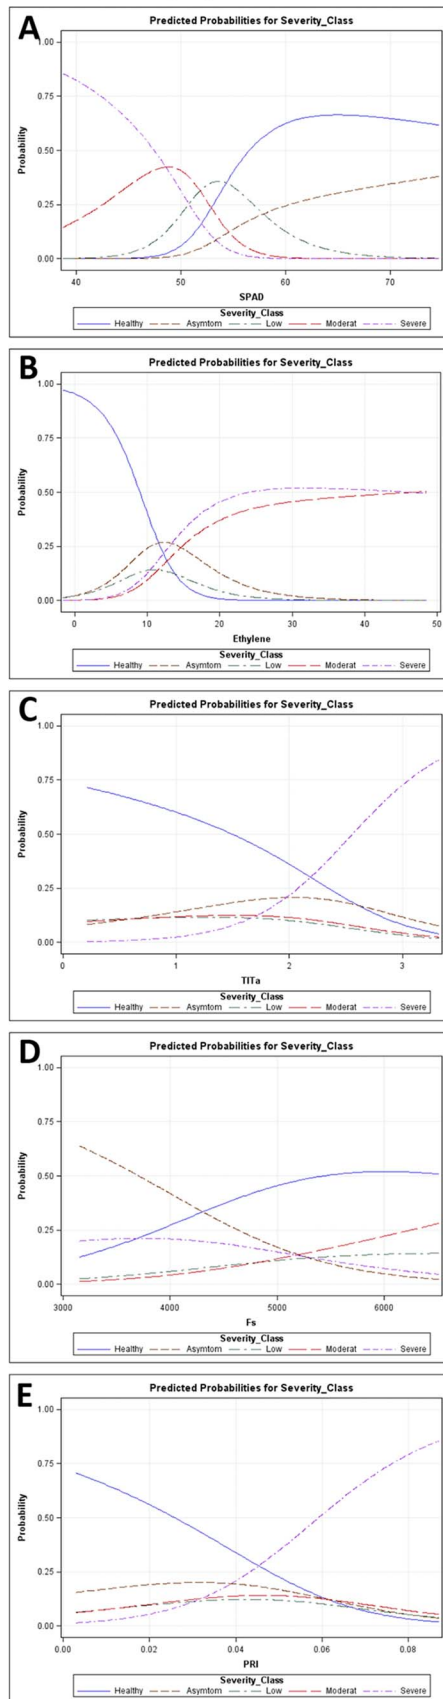 A
Predicted Probabilities for Severity_Class
1.00
0.75
0.50
0.25
0.00
Probability
40 50 60 70
SPAD
Severity_Class
Healthy Asymtom Low Moderat Severe
B
Predicted Probabilities for Severity_Class
1.00
0.75
0.50
0.25
0.00
Probability
0 10 20 30 40 50
Ethylene
Severity_Class
Healthy Asymtom Low Moderat Severe
C
Predicted Probabilities for Severity_Class
1.00
0.75
0.50
0.25
0.00
Probability
0 1 2 3
TITa
Severity_Class
Healthy Asymtom Low Moderat Severe
D
Predicted Probabilities for Severity_Class
1.00
0.75
0.50
0.25
0.00
Probability
3000 4000 5000 6000
Fs
Severity_Class
Healthy Asymtom Low Moderat Severe
E
Predicted Probabilities for Severity_Class
1.00
0.75
0.50
0.25
0.00
Probability
0.00 0.02 0.04 0.06 0.08
PRI
Severity_Class
Healthy Asymtom Low Moderat Severe